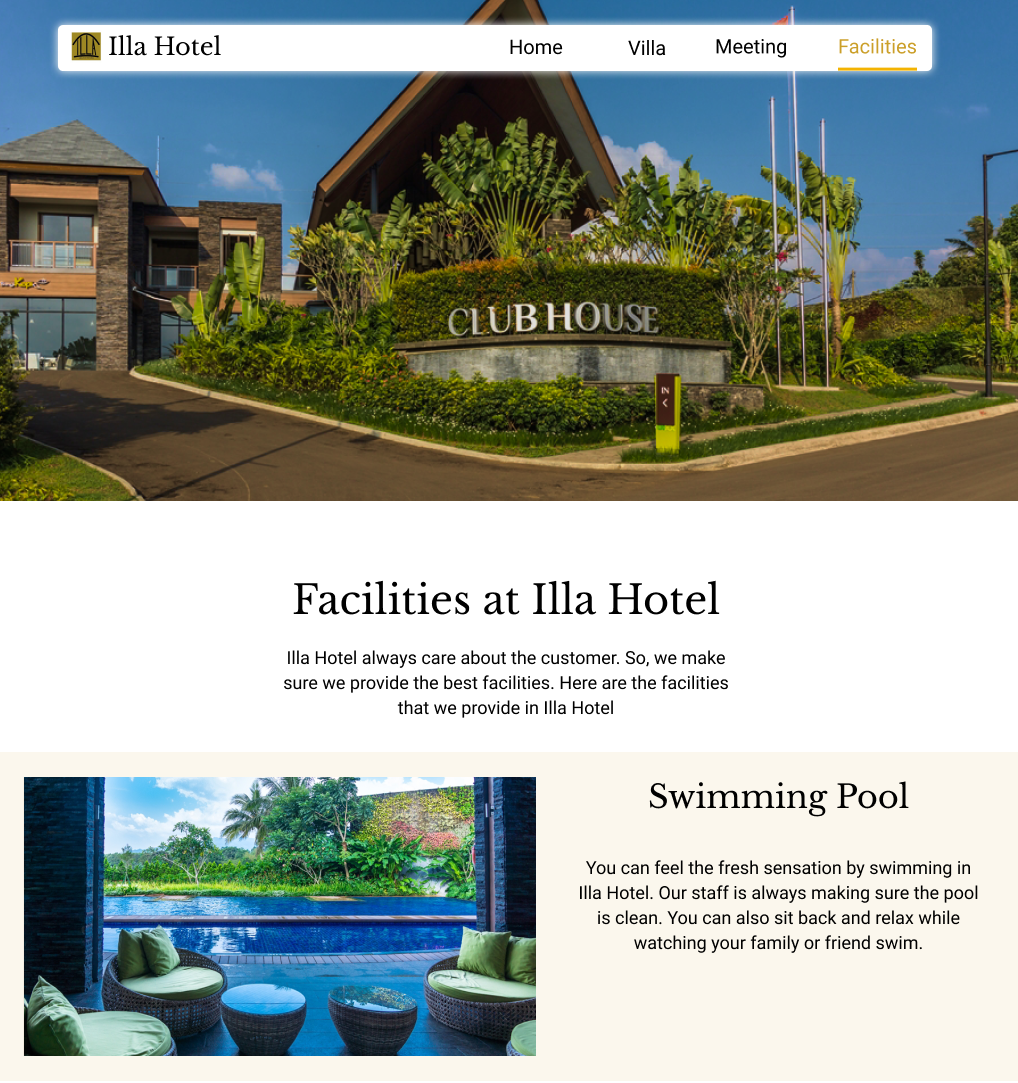 Illa Hotel
Home Villa Meeting Facilities
CLUB HOUSE
IN
Facilities at Illa Hotel
Illa Hotel always care about the customer. So, we make
sure we provide the best facilities. Here are the facilities
that we provide in Illa Hotel
Swimming Pool
You can feel the fresh sensation by swimming in
Illa Hotel. Our staff is always making sure the pool
is clean. You can also sit back and relax while
watching your family or friend swim.